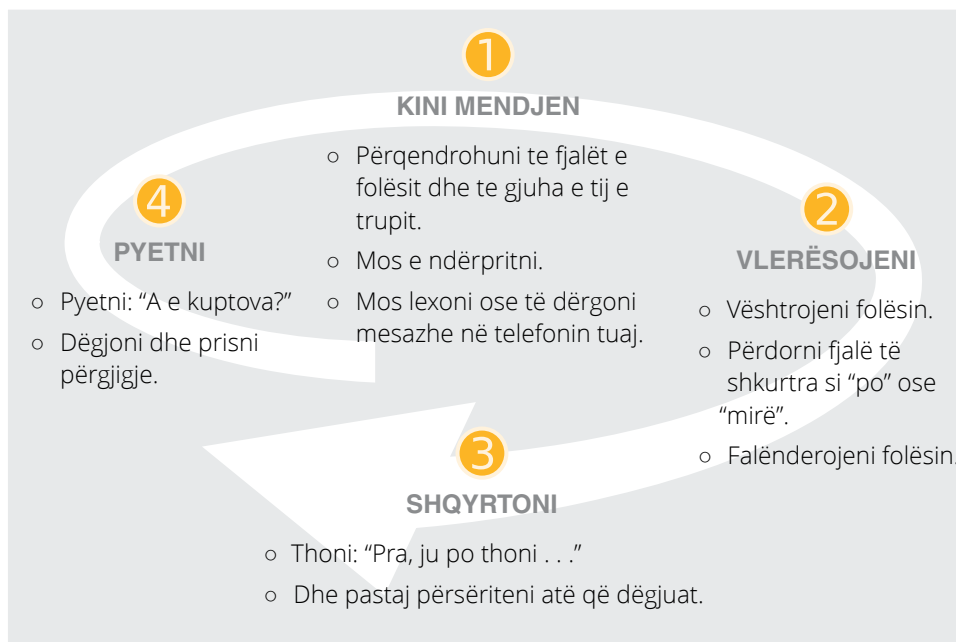 1
KINI MENDJEN
○ Përqendrohuni te fjalët e
folësit dhe te gjuha e tij e
trupit.
○ Mos e ndërpritni.
○ Mos lexoni ose të dërgoni
mesazhe në telefonin tuaj.
2
VLERËSOJENI
○ Vështrojeni folësin.
○ Përdorni fjalë të
shkurtra si “po” ose
“mirë”.
○ Falënderojeni folësin.
3
SHQYRTONI
○ Thoni: “Pra, ju po thoni . . .”
○ Dhe pastaj përsëriteni atë që dëgjuat.
4
PYETNI
○ Pyetni: “A e kuptova?”
○ Dëgjoni dhe prisni
përgjigje.